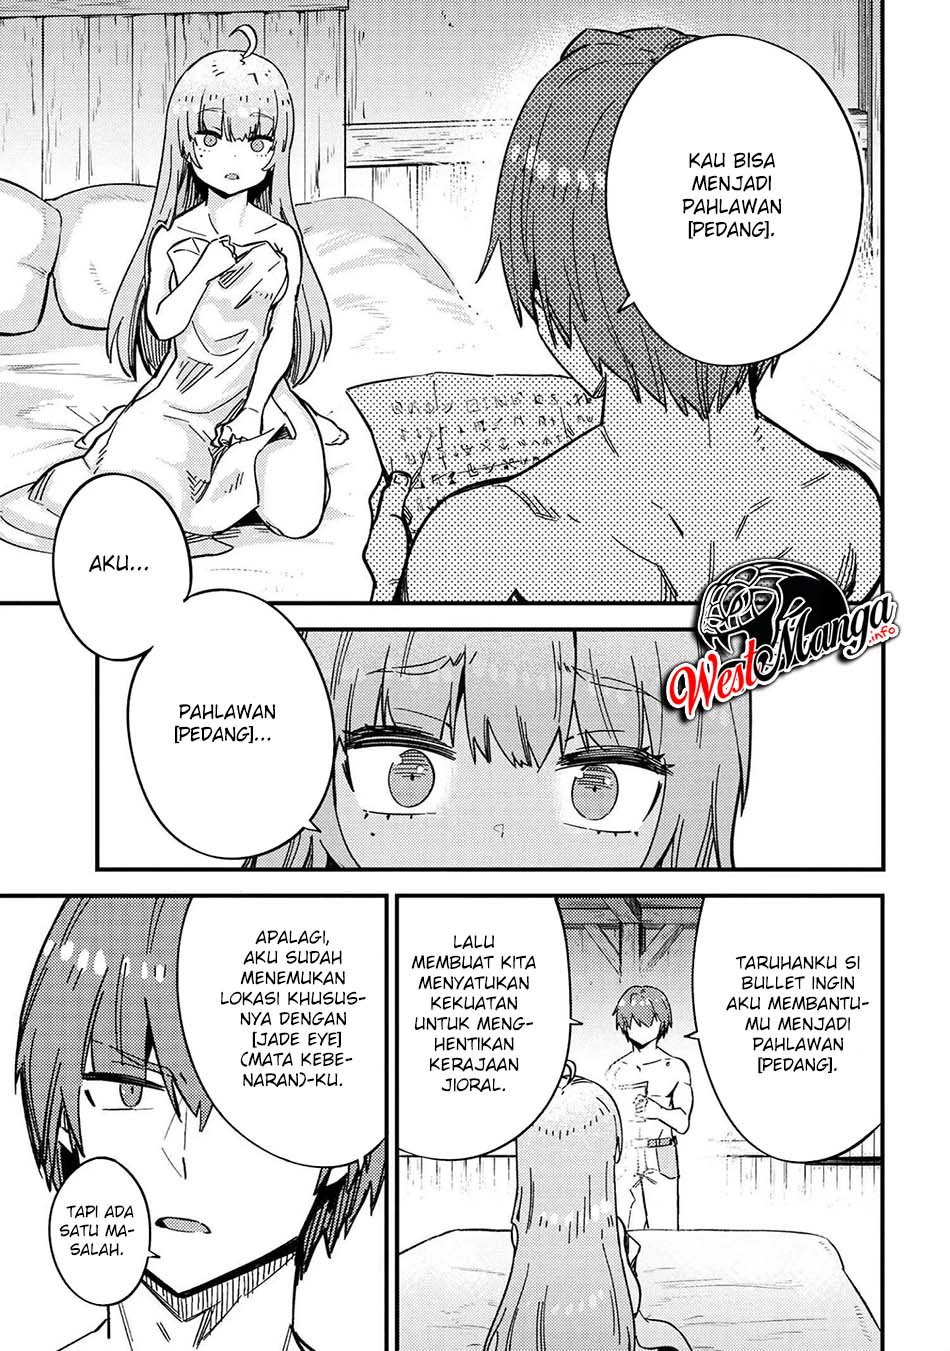 KAU BISA
MENJADI
PAHLAWAN
[PEDANG].
AKU...
PAHLAWAN
[PEDANG]...
WestManga
.info
TARUHANKU SI
BULLET INGIN
AKU MEMBANTU-
MU MENJADI
PAHLAWAN
[PEDANG].
LALU
MEMBUAT KITA
MENYATUKAN
KEKUATAN
UNTUK MENG-
HENTIKAN
KERAJAAN
JIORAL.
APALAGI,
AKU SUDAH
MENEMUKAN
LOKASI KHUSUS-
NYA DENGAN
[JADE EYE]
(MATA KEBE-
NARAN)-KU.
TAPI ADA
SATU MA-
SALAH.